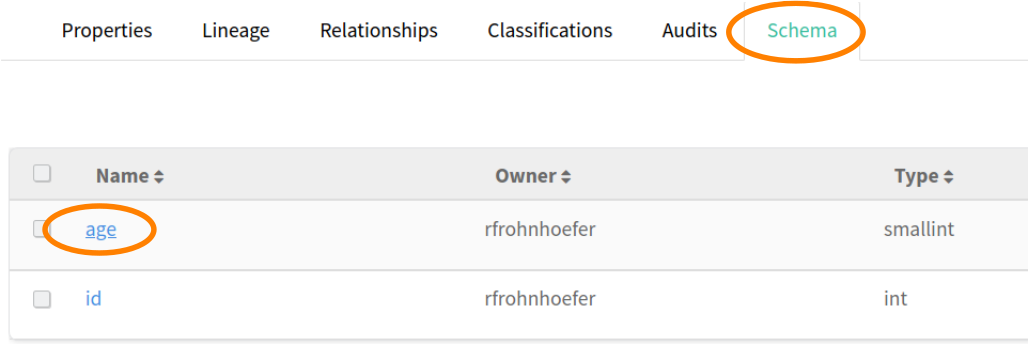 Properties Lineage Relationships Classifications Audits Schema
Name Owner Type
age rfrohnhoefer smallint
id rfrohnhoefer int